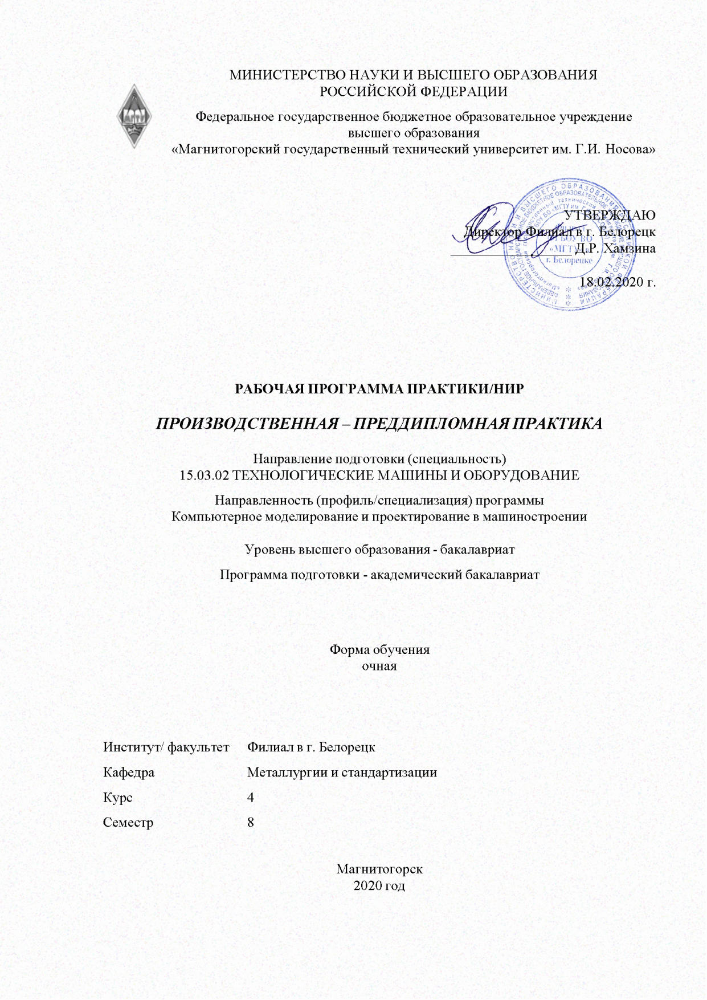 МИНИСТЕРСТВО НАУКИ И ВЫСШЕГО ОБРАЗОВАНИЯ
РОССИЙСКОЙ ФЕДЕРАЦИИ
МГТУ
Федеральное государственное бюджетное образовательное учреждение
высшего образования
«Магнитогорский государственный технический университет им. Г.И. Носова»
УТВЕРЖДАЮ
Директор Филиал в г. Белорецк
Д.Р. Хамзина
18.02.2020 г.
«МГТУ»
г. Белорецке
РАБОЧАЯ ПРОГРАММА ПРАКТИКИ/НИР
ПРОИЗВОДСТВЕННАЯ – ПРЕДДИПЛОМНАЯ ПРАКТИКА
Направление подготовки (специальность)
15.03.02 ТЕХНОЛОГИЧЕСКИЕ МАШИНЫ И ОБОРУДОВАНИЕ
Направленность (профиль/специализация) программы
Компьютерное моделирование и проектирование в машиностроении
Уровень высшего образования - бакалавриат
Программа подготовки - академический бакалавриат
Форма обучения
очная
Институт/ факультет Филиал в г. Белорецк
Кафедра Металлургии и стандартизации
Курс 4
Семестр 8
Магнитогорск
2020 год